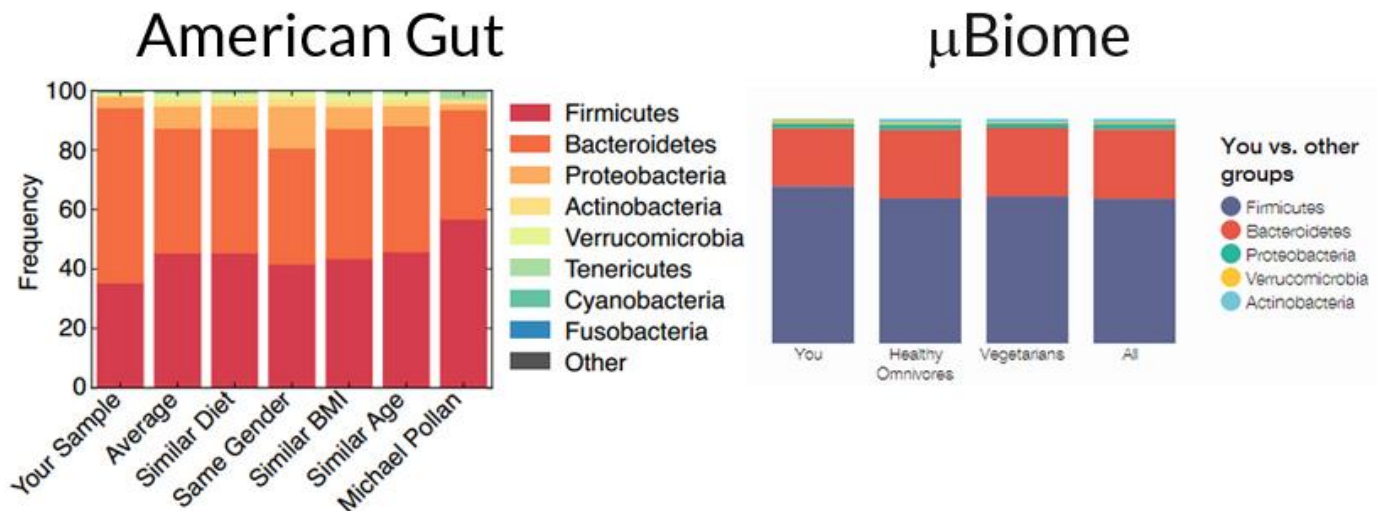 American Gut
100
80
60
40
20
0
Frequency
Your Sample
Average
Similar Diet
Same Gender
Similar BMI
Similar Age
Michael Pollan
Firmicutes
Bacteroidetes
Proteobacteria
Actinobacteria
Verrucomicrobia
Tenericutes
Cyanobacteria
Fusobacteria
Other
μBiome
You
Healthy
Omnivores
Vegetarians
All
You vs. other
groups
Firmicutes
Bacteroidetes
Proteobacteria
Verrucomicrobia
Actinobacteria